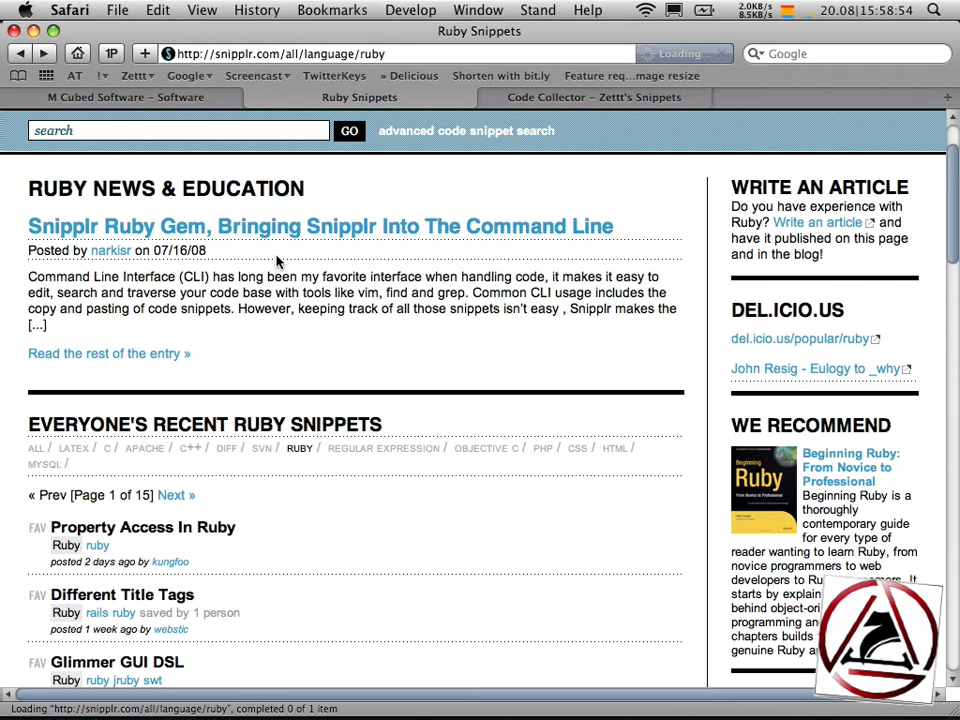 Safari File Edit View History Bookmarks Develop Window Stand Help 2.0KB/s 8.5KB/s 20.08|15:58:54
Ruby Snippets
1P + http://snipplr.com/all/language/ruby Loading... Google
AT !▾ Zettt▾ Google▾ Screencast▾ TwitterKeys » Delicious Shorten with bit.ly Feature req...mage resize
M Cubed Software – Software Ruby Snippets Code Collector – Zettt's Snippets +
search GO advanced code snippet search
RUBY NEWS & EDUCATION
Snipplr Ruby Gem, Bringing Snipplr Into The Command Line
Posted by narkisr on 07/16/08
Command Line Interface (CLI) has long been my favorite interface when handling code, it makes it easy to
edit, search and traverse your code base with tools like vim, find and grep. Common CLI usage includes the
copy and pasting of code snippets. However, keeping track of all those snippets isn't easy , Snipplr makes the
[...]
Read the rest of the entry »
EVERYONE'S RECENT RUBY SNIPPETS
ALL / LATEX / C / APACHE / C++ / DIFF / SVN / RUBY / REGULAR EXPRESSION / OBJECTIVE C / PHP / CSS / HTML /
MYSQL /
« Prev [Page 1 of 15] Next »
FAV Property Access In Ruby
Ruby ruby
posted 2 days ago by kungfoo
FAV Different Title Tags
Ruby rails ruby saved by 1 person
posted 1 week ago by webstic
FAV Glimmer GUI DSL
Ruby ruby jruby swt
WRITE AN ARTICLE
Do you have experience with
Ruby? Write an article and
have it published on this page
and in the blog!
DEL.ICIO.US
del.icio.us/popular/ruby
John Resig - Eulogy to _why
WE RECOMMEND
Beginning
Ruby
Beginning Ruby:
From Novice to
Professional
Beginning Ruby is a
thoroughly
contemporary guide
for every type of
reader wanting to learn Ruby, from
novice programmers to web
developers to
starts by
behind
programming
chapters builds
genuine Ruby
Loading "http://snipplr.com/all/language/ruby", completed 0 of 1 item